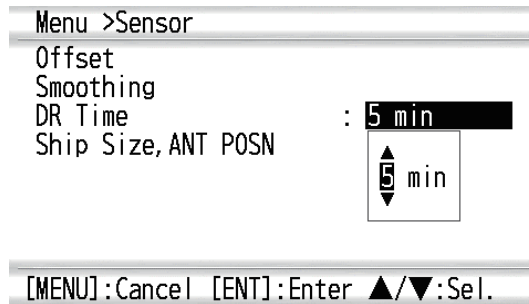 Menu >Sensor
Offset
Smoothing
DR Time : 5 min
Ship Size,ANT POSN
▲
5 min
▼
[MENU]:Cancel [ENT]:Enter ▲/▼:Sel.